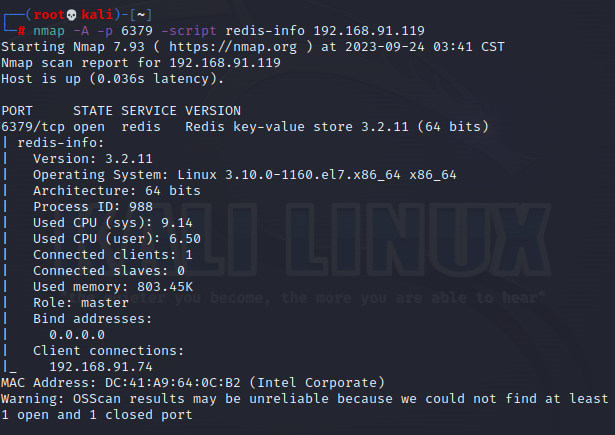 ┌──(root💀kali)-[~]
└─# nmap -A -p 6379 -script redis-info 192.168.91.119
Starting Nmap 7.93 ( https://nmap.org ) at 2023-09-24 03:41 CST
Nmap scan report for 192.168.91.119
Host is up (0.036s latency).

PORT     STATE SERVICE VERSION
6379/tcp open  redis   Redis key-value store 3.2.11 (64 bits)
| redis-info:
|   Version: 3.2.11
|   Operating System: Linux 3.10.0-1160.el7.x86_64 x86_64
|   Architecture: 64 bits
|   Process ID: 988
|   Used CPU (sys): 9.14
|   Used CPU (user): 6.50
|   Connected clients: 1
|   Connected slaves: 0
|   Used memory: 803.45K
|   Role: master
|   Bind addresses:
|     0.0.0.0
|   Client connections:
|_    192.168.91.74
MAC Address: DC:41:A9:64:0C:B2 (Intel Corporate)
Warning: OSScan results may be unreliable because we could not find at least
1 open and 1 closed port
KALI LINUX
you become, the more you are able to hear"